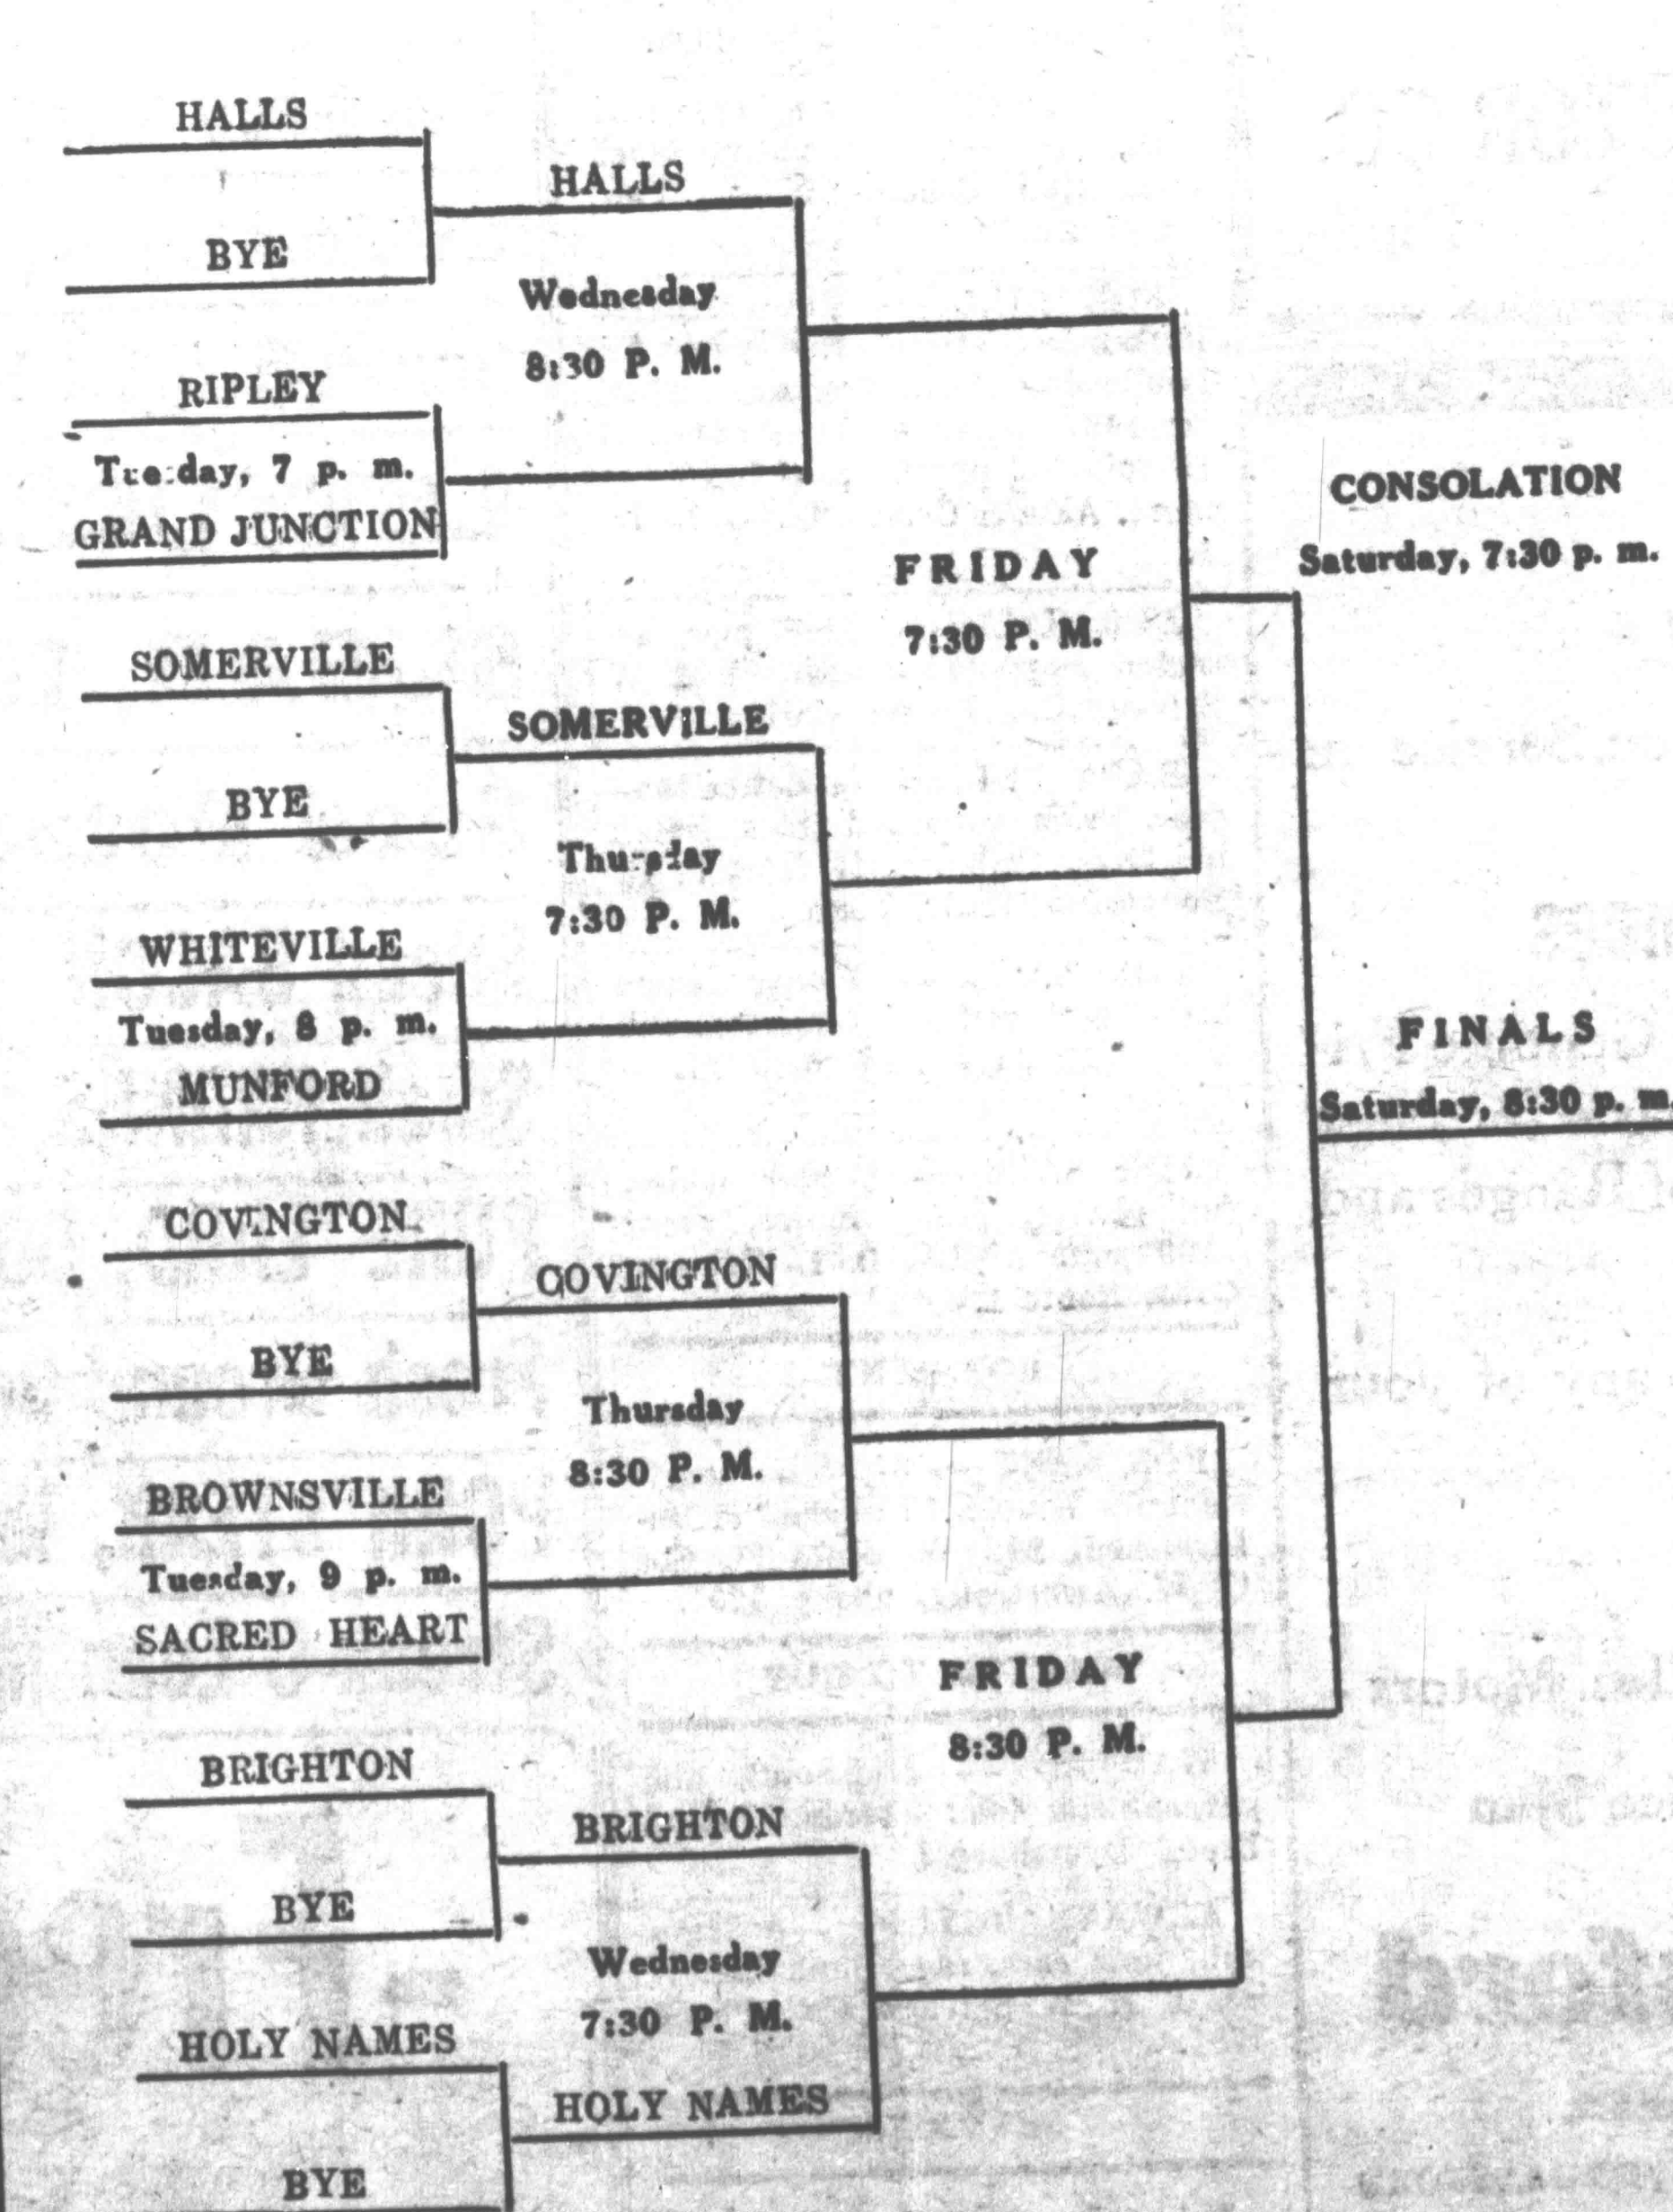 HALLS
BYE
HALLS
Wednesday
8:30 P. M.
RIPLEY
Tuesday, 7 p. m.
GRAND JUNCTION
SOMERVILLE
BYE
SOMERVILLE
Thursday
7:30 P. M.
WHITEVILLE
Tuesday, 8 p. m.
MUNFORD
FRIDAY
7:30 P. M.
COVINGTON
BYE
COVINGTON
Thursday
8:30 P. M.
BROWNSVILLE
Tuesday, 9 p. m.
SACRED HEART
BRIGHTON
BYE
BRIGHTON
Wednesday
7:30 P. M.
HOLY NAMES
BYE
HOLY NAMES
FRIDAY
8:30 P. M.
CONSOLATION
Saturday, 7:30 p. m.
FINALS
Saturday, 8:30 p. m.